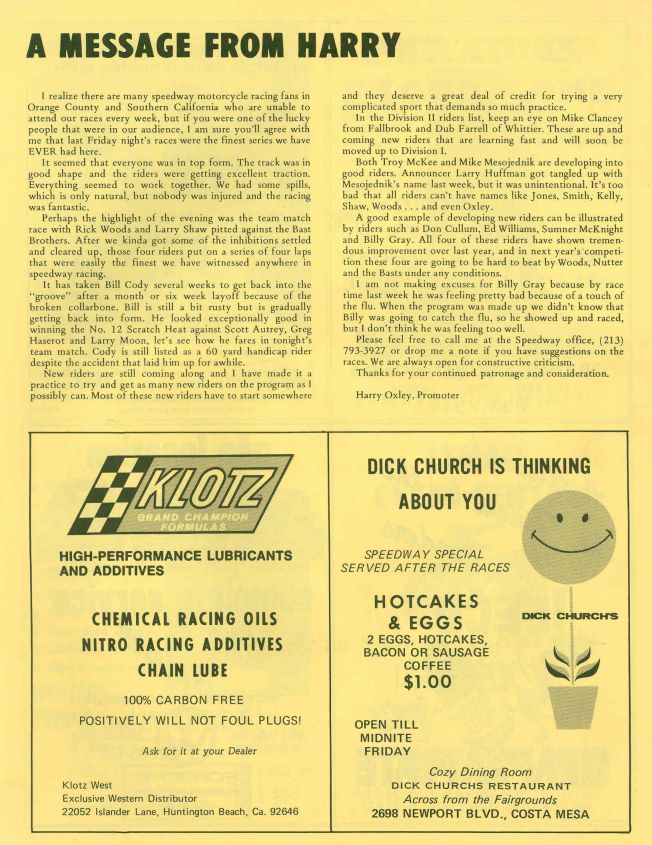 A MESSAGE FROM HARRY
I realize there are many speedway motorcycle racing fans in
Orange County and Southern California who are unable to
attend our races every week, but if you were one of the lucky
people that were in our audience, I am sure you'll agree with
me that last Friday night's races were the finest series we have
EVER had here.
It seemed that everyone was in top form. The track was in
good shape and the riders were getting excellent traction.
Everything seemed to work together. We had some spills,
which is only natural, but nobody was injured and the racing
was fantastic.
Perhaps the highlight of the evening was the team match
race with Rick Woods and Larry Shaw pitted against the Bast
Brothers. After we kinda got some of the inhibitions settled
and cleared up, those four riders put on a series of four laps
that were easily the finest we have witnessed anywhere in
speedway racing.
It has taken Bill Cody several weeks to get back into the
"groove" after a month or six week layoff because of the
broken collarbone. Bill is still a bit rusty but is gradually
getting back into form. He looked exceptionally good in
winning the No. 12 Scratch Heat against Scott Autrey, Greg
Haserot and Larry Moon, let's see how he fares in tonight's
team match. Cody is still listed as a 60 yard handicap rider
despite the accident that laid him up for awhile.
New riders are still coming along and I have made it a
practice to try and get as many new riders on the program as I
possibly can. Most of these new riders have to start somewhere
and they deserve a great deal of credit for trying a very
complicated sport that demands so much practice.
In the Division II riders list, keep an eye on Mike Clancey
from Fallbrook and Dub Farrell of Whittier. These are up and
coming new riders that are learning fast and will soon be
moved up to Division I.
Both Troy McKee and Mike Mesojednik are developing into
good riders. Announcer Larry Huffman got tangled up with
Mesojednik's name last week, but it was unintentional. It's too
bad that all riders can't have names like Jones, Smith, Kelly,
Shaw, Woods . . . and even Oxley.
A good example of developing new riders can be illustrated
by riders such as Don Cullum, Ed Williams, Sumner McKnight
and Billy Gray. All four of these riders have shown tremen-
dous improvement over last year, and in next year's competi-
tion these four are going to be hard to beat by Woods, Nutter
and the Basts under any conditions.
I am not making excuses for Billy Gray because by race
time last week he was feeling pretty bad because of a touch of
the flu. When the program was made up we didn't know that
Billy was going to catch the flu, so he showed up and raced,
but I don't think he was feeling too well.
Please feel free to call me at the Speedway office, (213)
793-3927 or drop me a note if you have suggestions on the
races. We are always open for constructive criticism.
Thanks for your continued patronage and consideration.
Harry Oxley, Promoter
KLOTZ
GRAND CHAMPION
FORMULAS
HIGH-PERFORMANCE LUBRICANTS
AND ADDITIVES
CHEMICAL RACING OILS
NITRO RACING ADDITIVES
CHAIN LUBE
100% CARBON FREE
POSITIVELY WILL NOT FOUL PLUGS!
Ask for it at your Dealer
Klotz West
Exclusive Western Distributor
22052 Islander Lane, Huntington Beach, Ca. 92646
DICK CHURCH IS THINKING
ABOUT YOU
SPEEDWAY SPECIAL
SERVED AFTER THE RACES
HOTCAKES
& EGGS
2 EGGS, HOTCAKES,
BACON OR SAUSAGE
COFFEE
$1.00
DICK CHURCH'S
OPEN TILL
MIDNITE
FRIDAY
Cozy Dining Room
DICK CHURCHS RESTAURANT
Across from the Fairgrounds
2698 NEWPORT BLVD., COSTA MESA